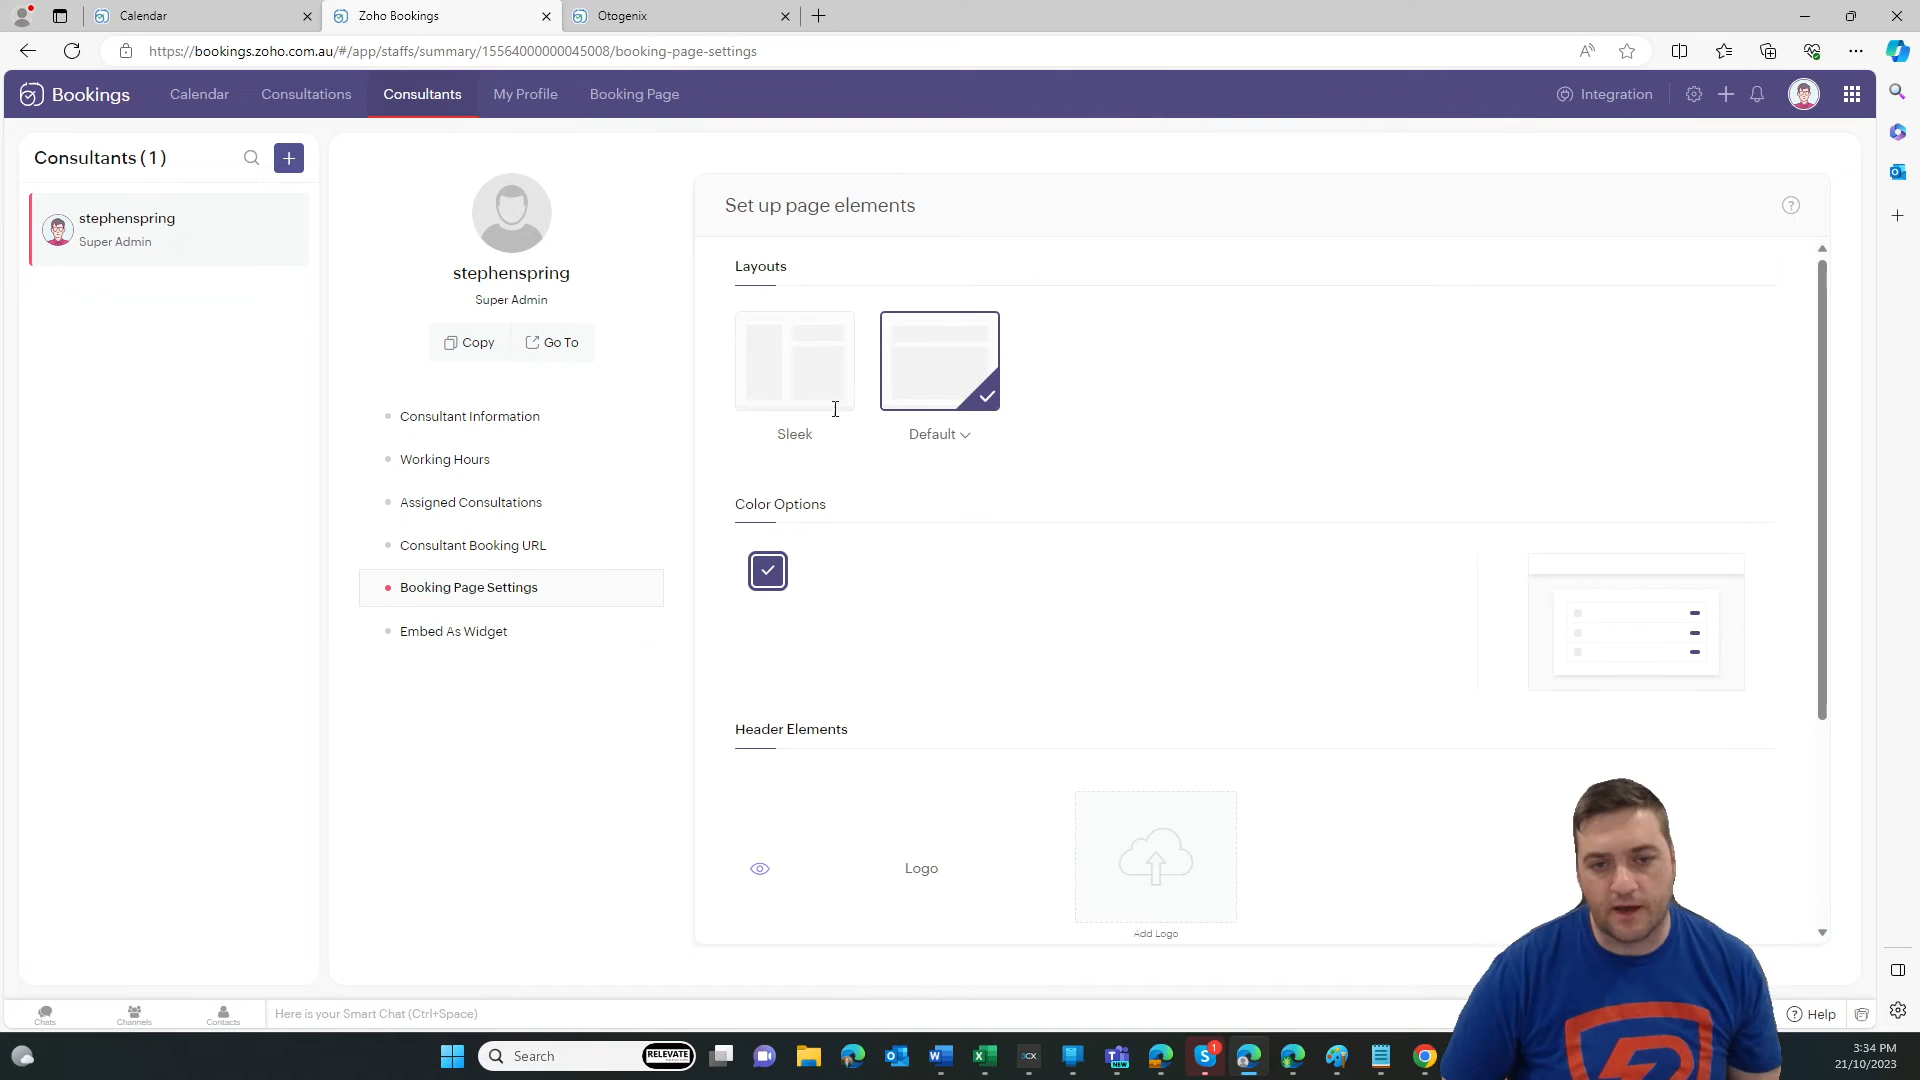 Calendar
Zoho Bookings
Otogenix
https://bookings.zoho.com.au/#/app/staffs/summary/15564000000045008/booking-page-settings
Bookings
Calendar
Consultations
Consultants
My Profile
Booking Page
Integration
Consultants (1)
stephenspring
Super Admin
stephenspring
Super Admin
Copy
Go To
Consultant Information
Working Hours
Assigned Consultations
Consultant Booking URL
Booking Page Settings
Embed As Widget
Set up page elements
Layouts
Sleek
Default
Color Options
Header Elements
Logo
Add Logo
Chats
Channels
Contacts
Here is your Smart Chat (Ctrl+Space)
Help
Search
RELEVATE
3CX
NEW
1
3:34 PM
21/10/2023